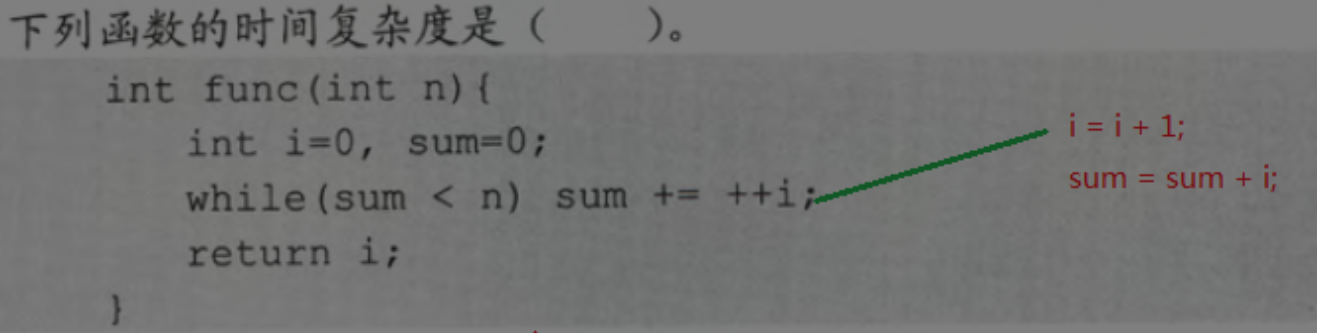 下列函数的时间复杂度是（    ）。
int func(int n){
int i=0, sum=0;
while(sum < n) sum += ++i;
return i;
}
i = i + 1;
sum = sum + i;